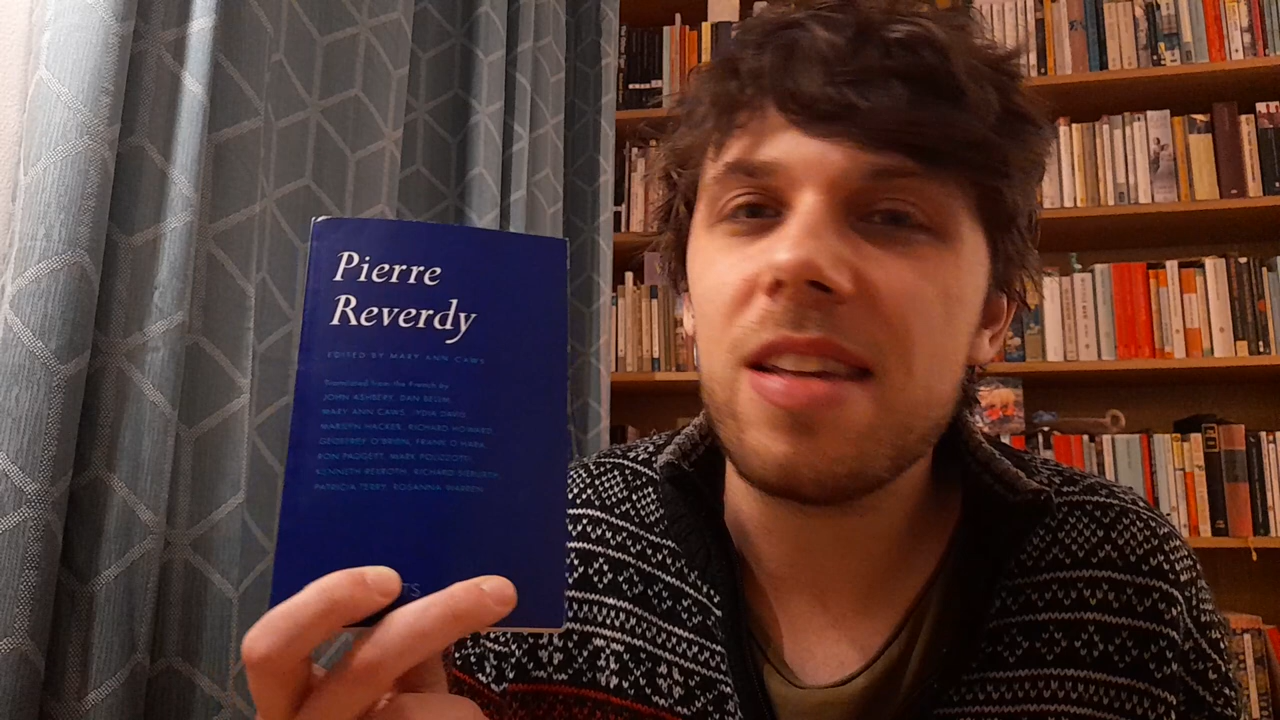 Pierre
Reverdy
EDITED BY MARY ANN CAWS
Translated from the French by
JOHN ASHBERY, DAN BELLM,
MARY ANN CAWS, LYDIA DAVIS,
MARILYN HACKER, RICHARD HOWARD,
GEOFFREY O'BRIEN, FRANK O'HARA,
RON PADGETT, MARK POLIZZOTTI,
KENNETH REXROTH, RICHARD SIEBURTH,
PATRICIA TERRY, ROSANNA WARREN
TS